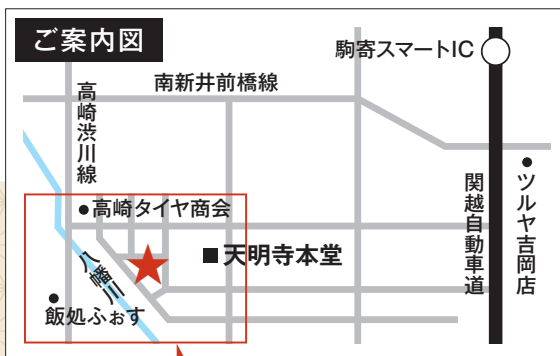 ご案内図
駒寄スマートIC
南新井前橋線
高崎渋川線
高崎タイヤ商会
天明寺本堂
八幡川
飯処ふぉす
関越自動車道
ツルヤ吉岡店